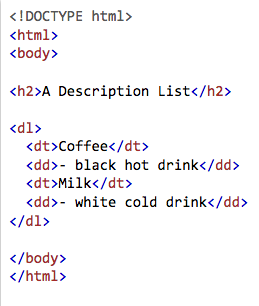 <!DOCTYPE html>
<html>
<body>

<h2>A Description List</h2>

<dl>
  <dt>Coffee</dt>
  <dd>- black hot drink</dd>
  <dt>Milk</dt>
  <dd>- white cold drink</dd>
</dl>

</body>
</html>